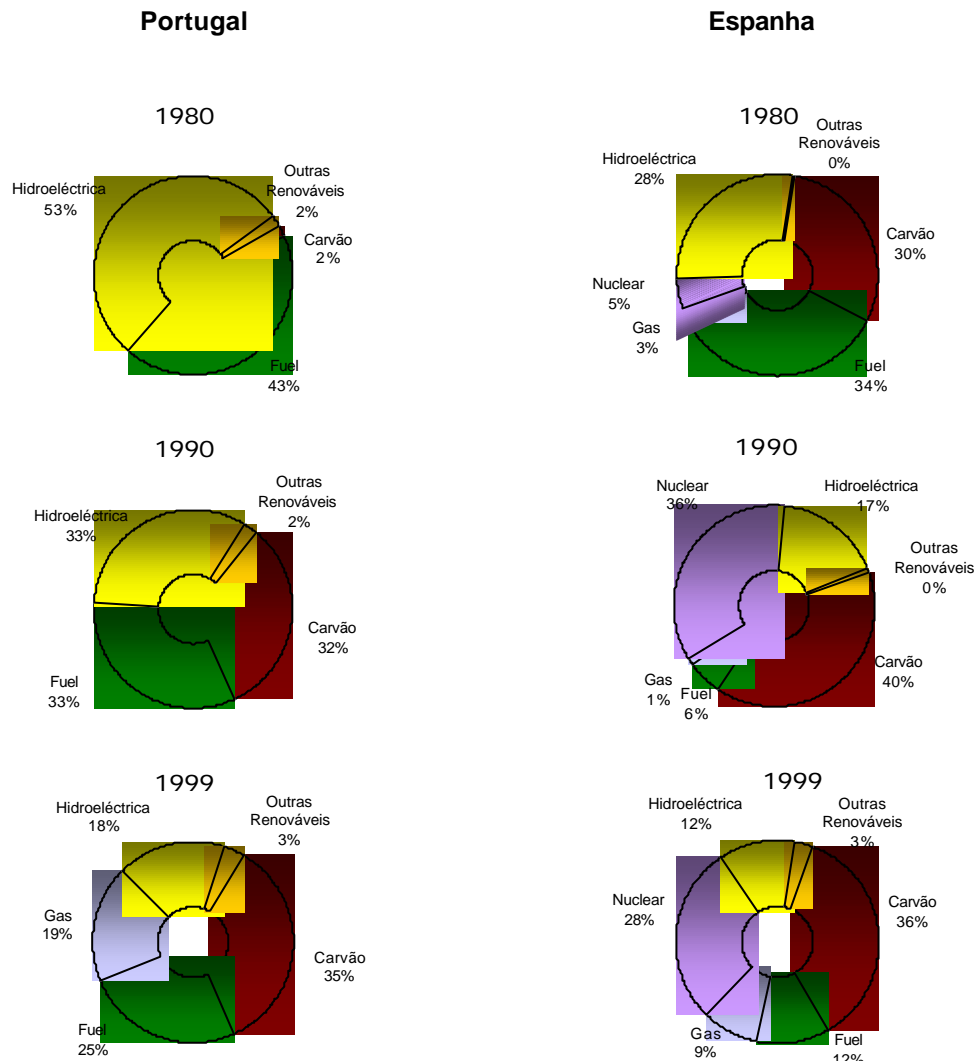 Portugal
Espanha
1980
Hidroeléctrica
53%
Outras
Renováveis
2%
Carvão
2%
Fuel
43%
1980
Outras
Renováveis
0%
Hidroeléctrica
28%
Carvão
30%
Nuclear
5%
Gas
3%
Fuel
34%
1990
Hidroeléctrica
33%
Outras
Renováveis
2%
Carvão
32%
Fuel
33%
1990
Nuclear
36%
Hidroeléctrica
17%
Outras
Renováveis
0%
Carvão
40%
Gas
1%
Fuel
6%
1999
Hidroeléctrica
18%
Outras
Renováveis
3%
Gas
19%
Carvão
35%
Fuel
25%
1999
Hidroeléctrica
12%
Outras
Renováveis
3%
Nuclear
28%
Carvão
36%
Gas
9%
Fuel
12%